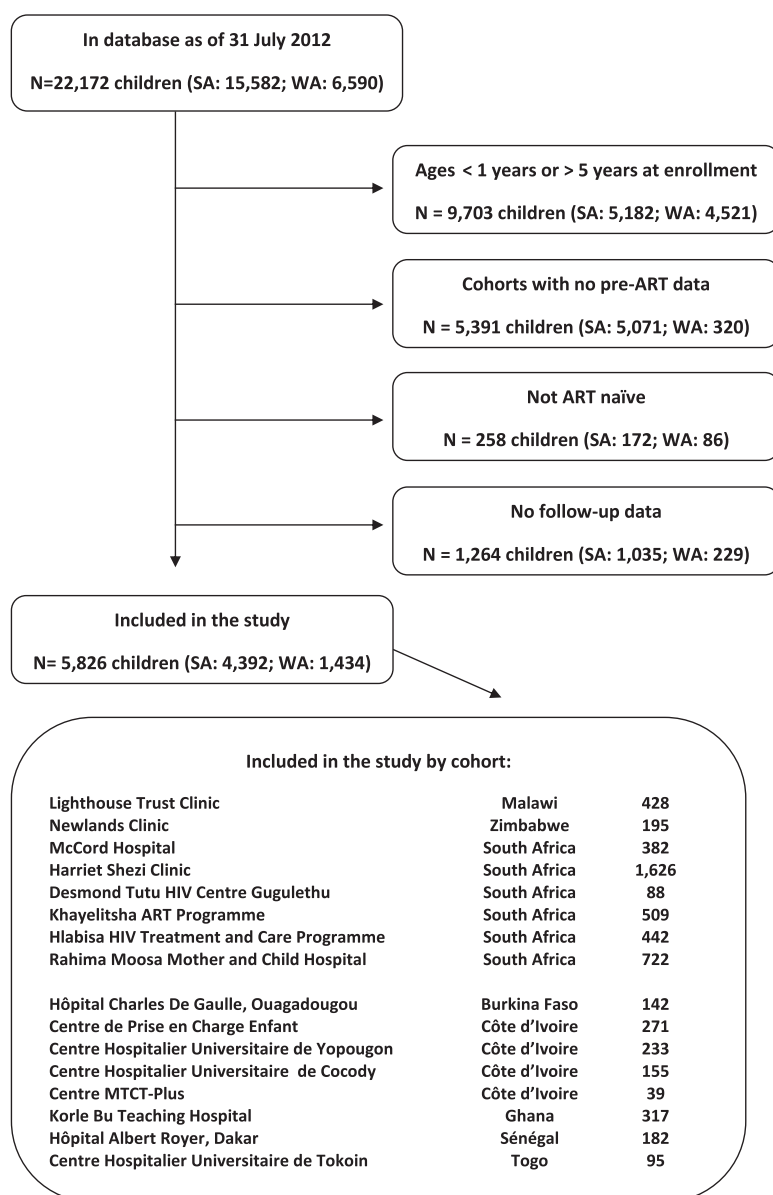 In database as of 31 July 2012
N=22,172 children (SA: 15,582; WA: 6,590)
Ages < 1 years or > 5 years at enrollment
N = 9,703 children (SA: 5,182; WA: 4,521)
Cohorts with no pre-ART data
N = 5,391 children (SA: 5,071; WA: 320)
Not ART naïve
N = 258 children (SA: 172; WA: 86)
No follow-up data
N = 1,264 children (SA: 1,035; WA: 229)
Included in the study
N= 5,826 children (SA: 4,392; WA: 1,434)
Included in the study by cohort:
Lighthouse Trust Clinic Malawi 428
Newlands Clinic Zimbabwe 195
McCord Hospital South Africa 382
Harriet Shezi Clinic South Africa 1,626
Desmond Tutu HIV Centre Gugulethu South Africa 88
Khayelitsha ART Programme South Africa 509
Hlabisa HIV Treatment and Care Programme South Africa 442
Rahima Moosa Mother and Child Hospital South Africa 722
Hôpital Charles De Gaulle, Ouagadougou Burkina Faso 142
Centre de Prise en Charge Enfant Côte d’Ivoire 271
Centre Hospitalier Universitaire de Yopougon Côte d’Ivoire 233
Centre Hospitalier Universitaire de Cocody Côte d’Ivoire 155
Centre MTCT-Plus Côte d’Ivoire 39
Korle Bu Teaching Hospital Ghana 317
Hôpital Albert Royer, Dakar Sénégal 182
Centre Hospitalier Universitaire de Tokoin Togo 95